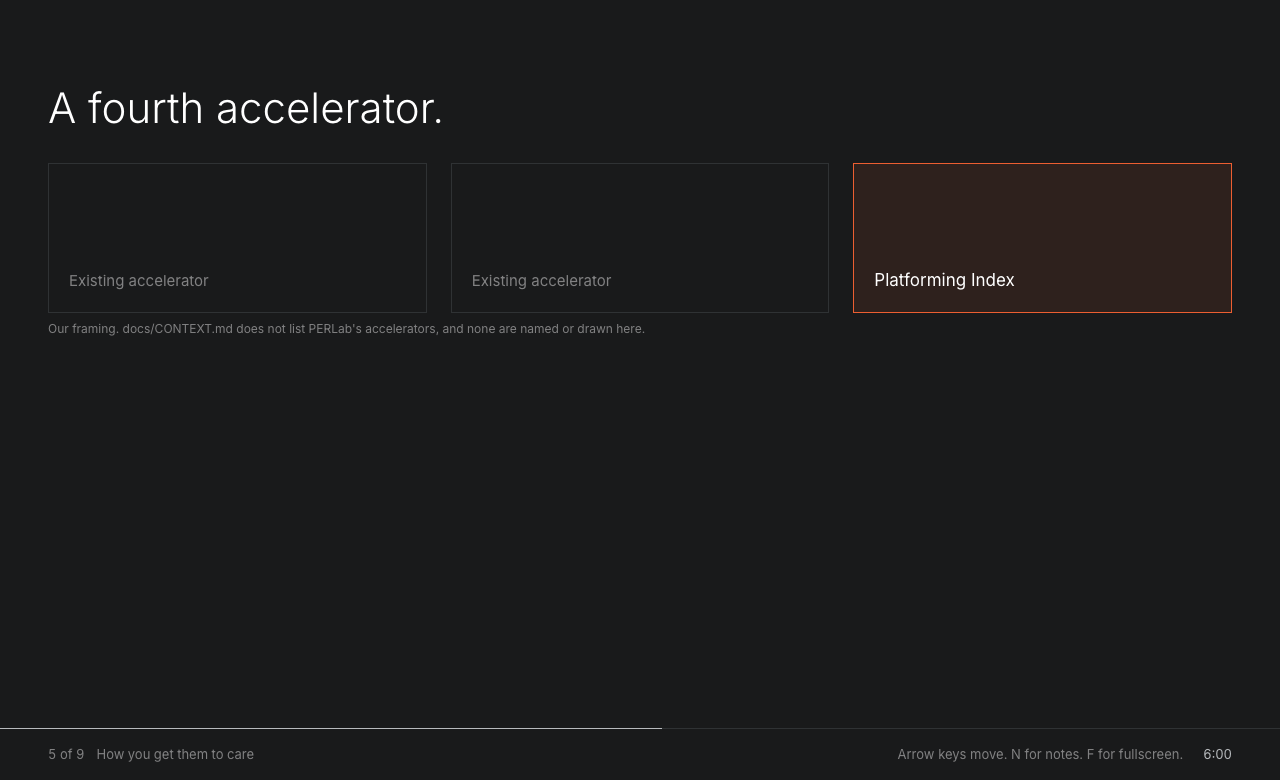 A fourth accelerator.
Existing accelerator
Existing accelerator
Platforming Index
Our framing. docs/CONTEXT.md does not list PERLab's accelerators, and none are named or drawn here.
5 of 9 How you get them to care
Arrow keys move. N for notes. F for fullscreen. 6:00